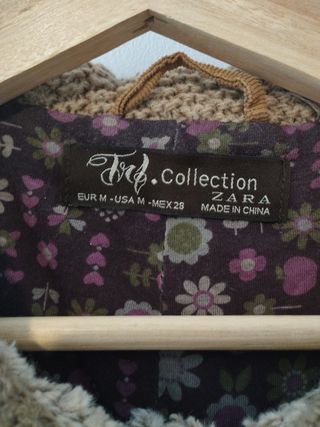 Trf.Collection
ZARA
EUR M - USA M - MEX 28
MADE IN CHINA